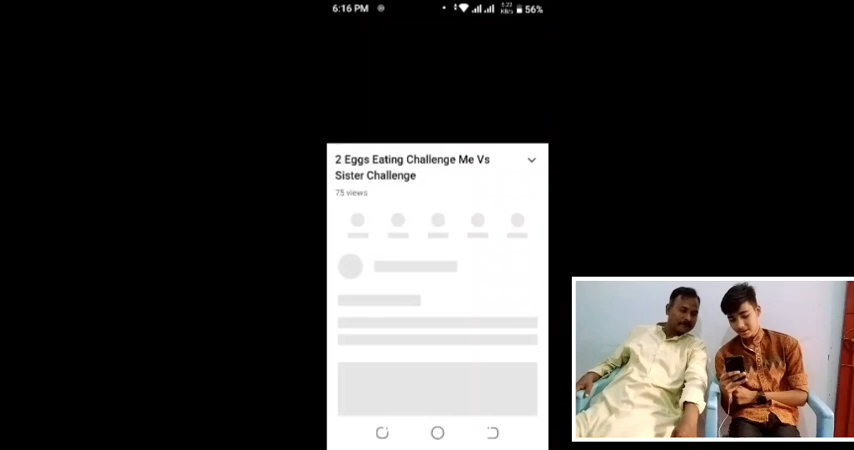 6:16 PM
56%
2 Eggs Eating Challenge Me Vs
Sister Challenge
75 views